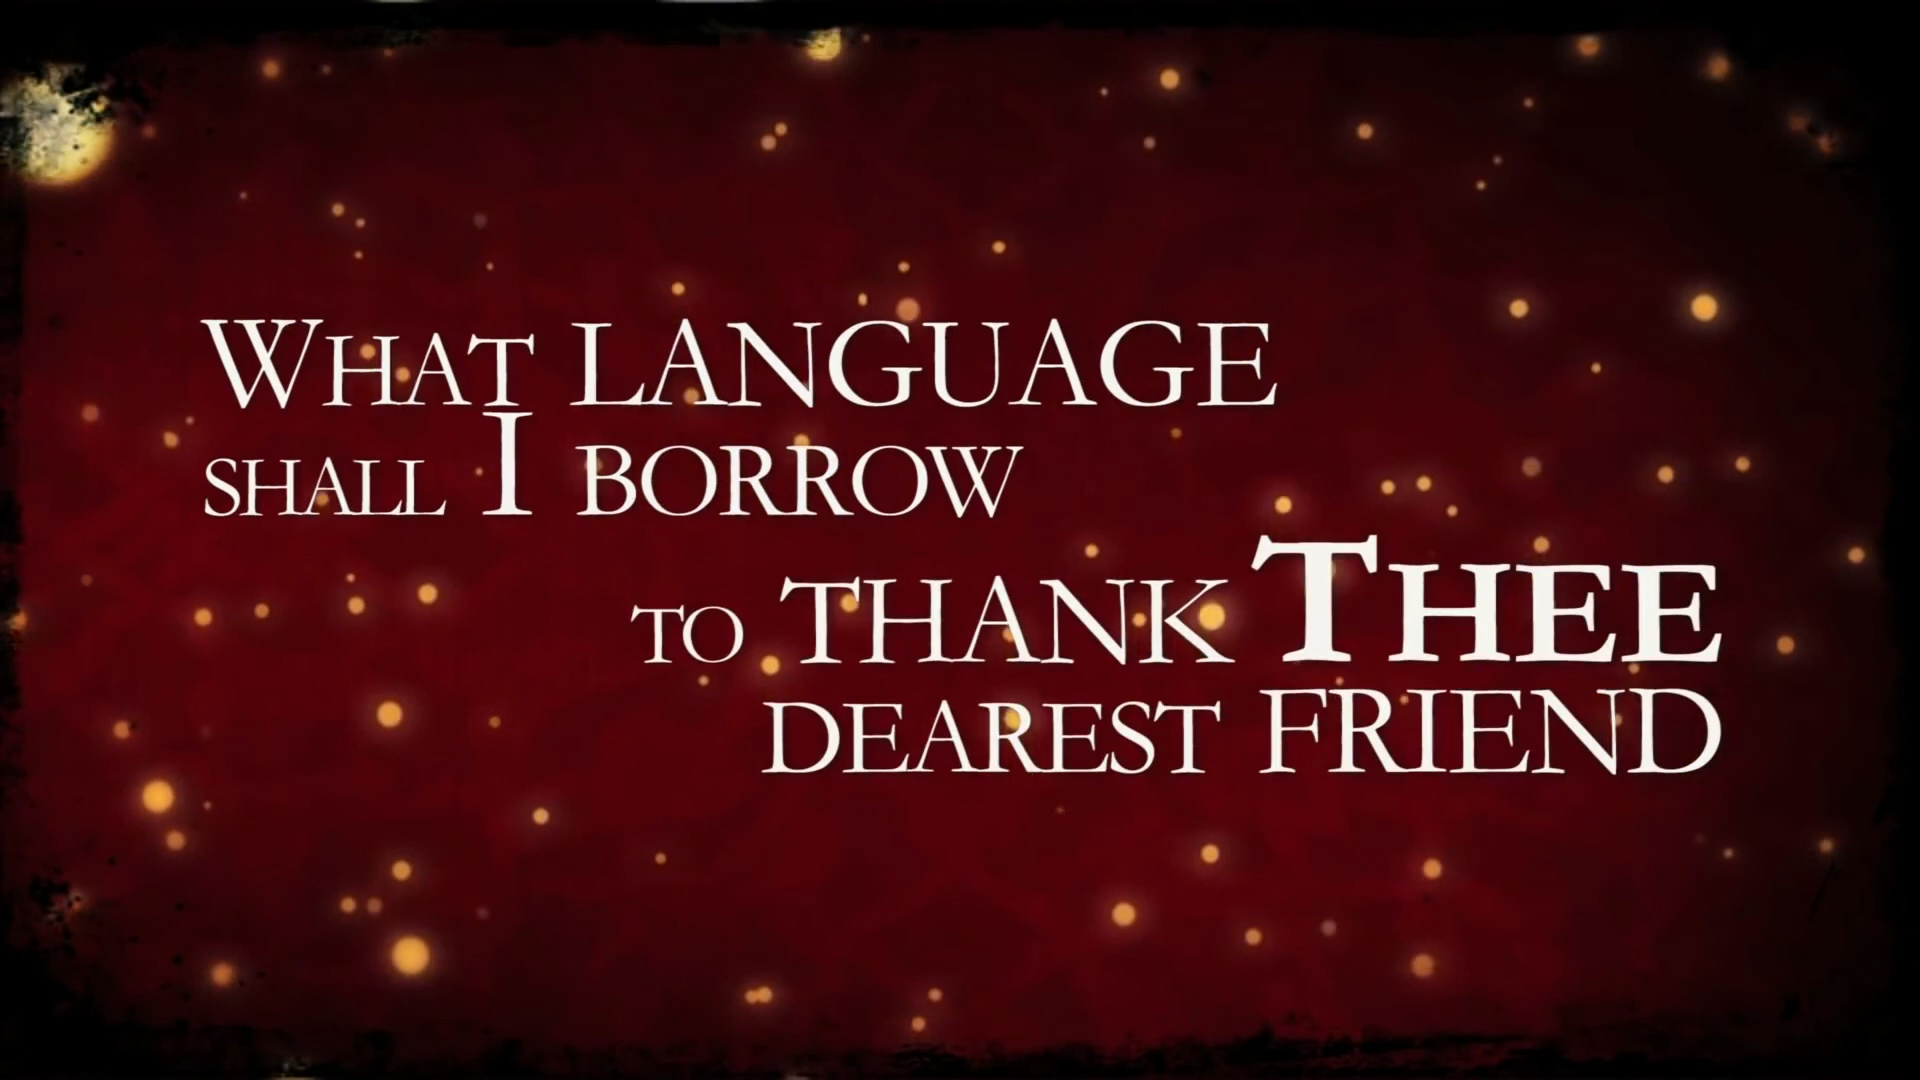 What LANGUAGE
SHALL I BORROW
TO THANK THEE
DEAREST FRIEND